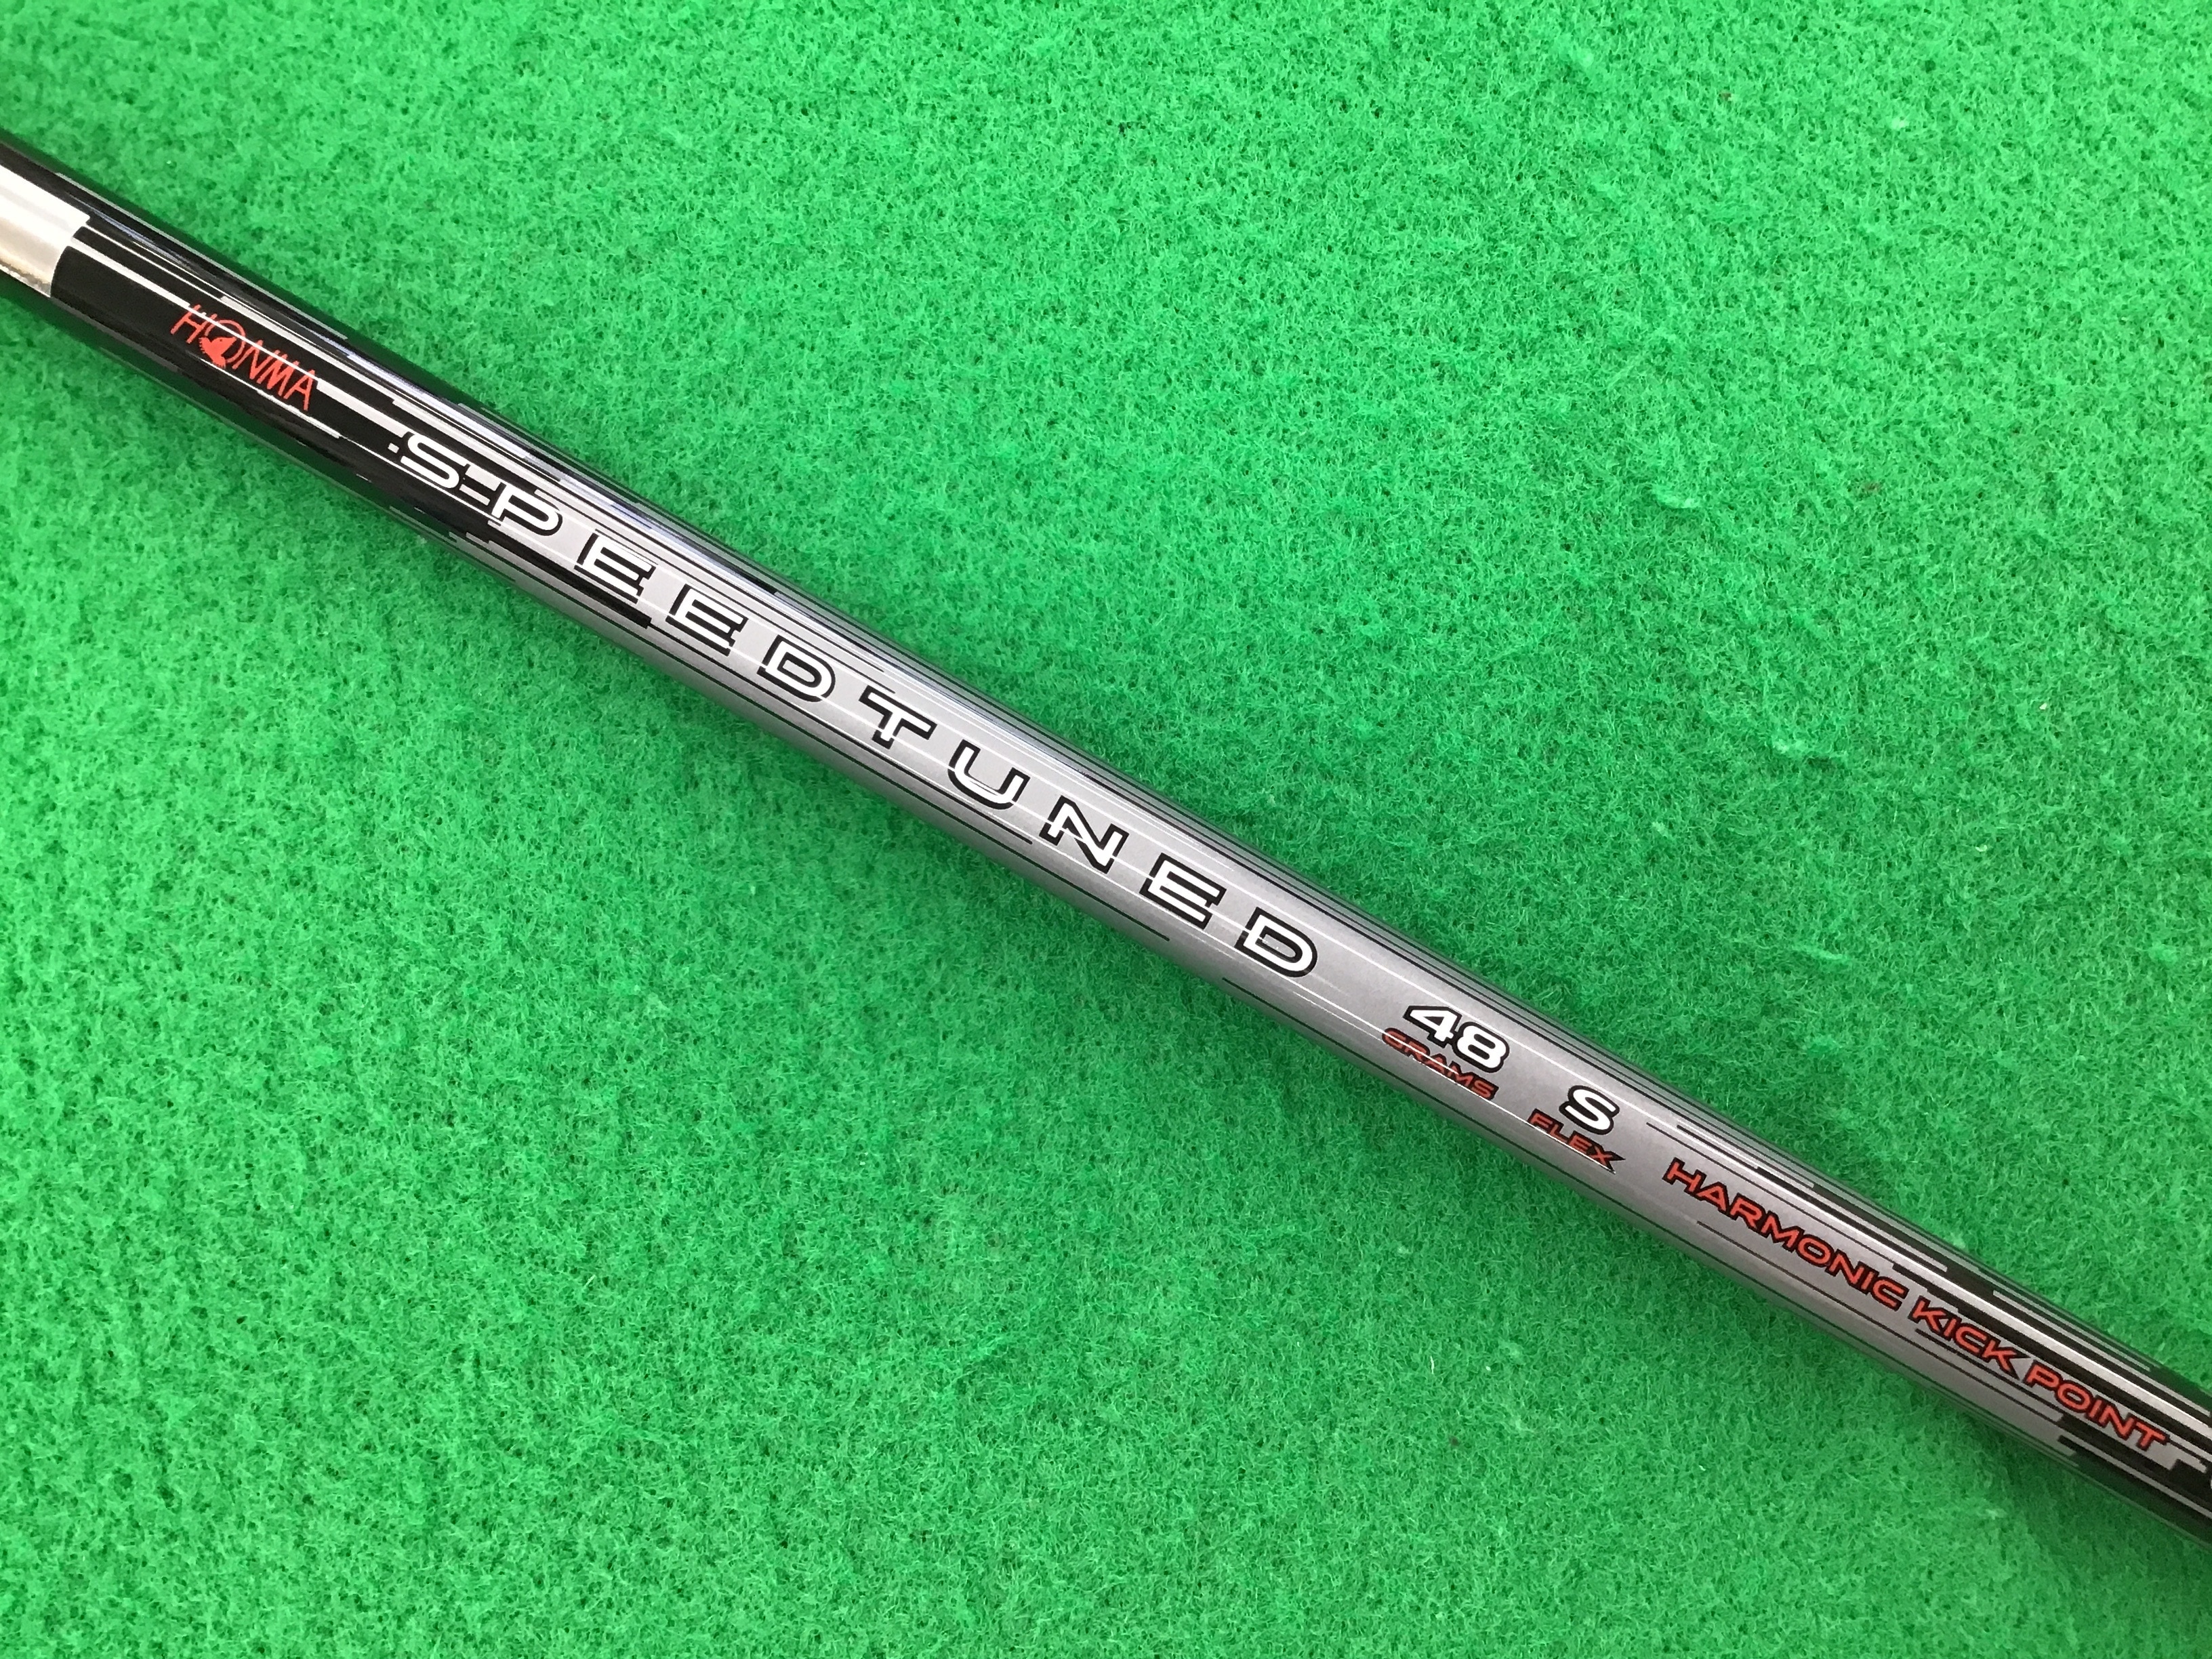 HONMA
SPEEDTUNED
48
GRAMS
S
FLEX
HARMONIC KICK POINT